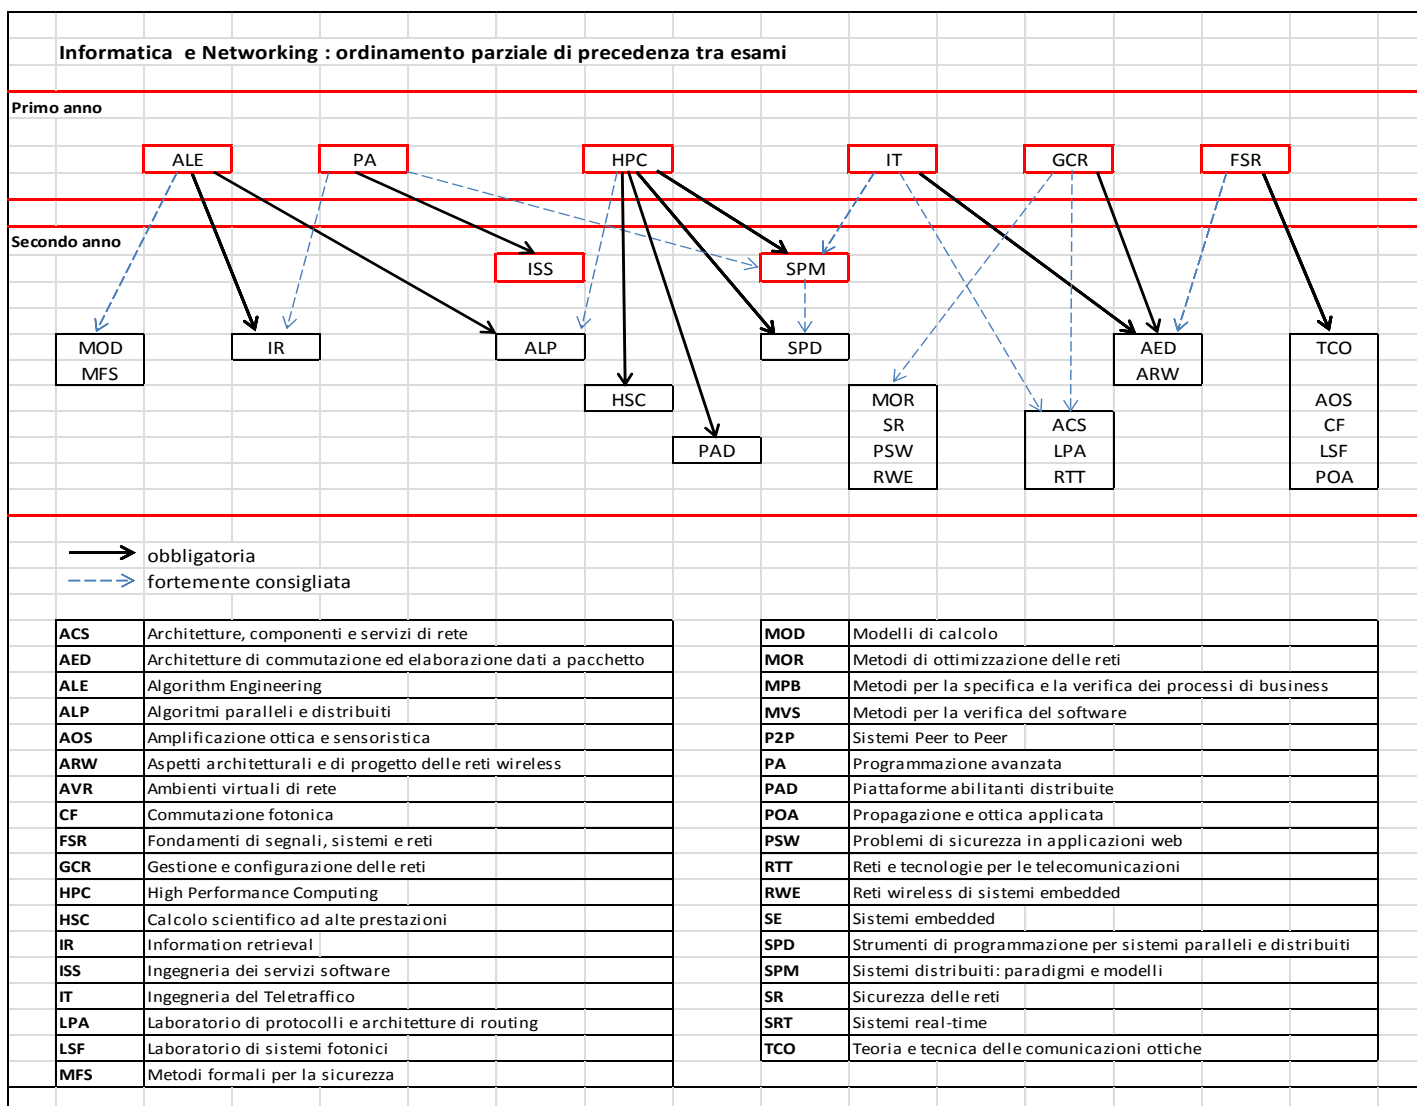 Informatica e Networking : ordinamento parziale di precedenza tra esami
Primo anno
ALE PA HPC IT GCR FSR
Secondo anno
ISS SPM
MOD IR ALP SPD AED TCO
MFS ARW
HSC MOR AOS
SR ACS CF
PAD PSW LPA LSF
RWE RTT POA
obbligatoria
fortemente consigliata
ACS Architetture, componenti e servizi di rete
AED Architetture di commutazione ed elaborazione dati a pacchetto
ALE Algorithm Engineering
ALP Algoritmi paralleli e distribuiti
AOS Amplificazione ottica e sensoristica
ARW Aspetti architetturali e di progetto delle reti wireless
AVR Ambienti virtuali di rete
CF Commutazione fotonica
FSR Fondamenti di segnali, sistemi e reti
GCR Gestione e configurazione delle reti
HPC High Performance Computing
HSC Calcolo scientifico ad alte prestazioni
IR Information retrieval
ISS Ingegneria dei servizi software
IT Ingegneria del Teletraffico
LPA Laboratorio di protocolli e architetture di routing
LSF Laboratorio di sistemi fotonici
MFS Metodi formali per la sicurezza
MOD Modelli di calcolo
MOR Metodi di ottimizzazione delle reti
MPB Metodi per la specifica e la verifica dei processi di business
MVS Metodi per la verifica del software
P2P Sistemi Peer to Peer
PA Programmazione avanzata
PAD Piattaforme abilitanti distribuite
POA Propagazione e ottica applicata
PSW Problemi di sicurezza in applicazioni web
RTT Reti e tecnologie per le telecomunicazioni
RWE Reti wireless di sistemi embedded
SE Sistemi embedded
SPD Strumenti di programmazione per sistemi paralleli e distribuiti
SPM Sistemi distribuiti: paradigmi e modelli
SR Sicurezza delle reti
SRT Sistemi real-time
TCO Teoria e tecnica delle comunicazioni ottiche